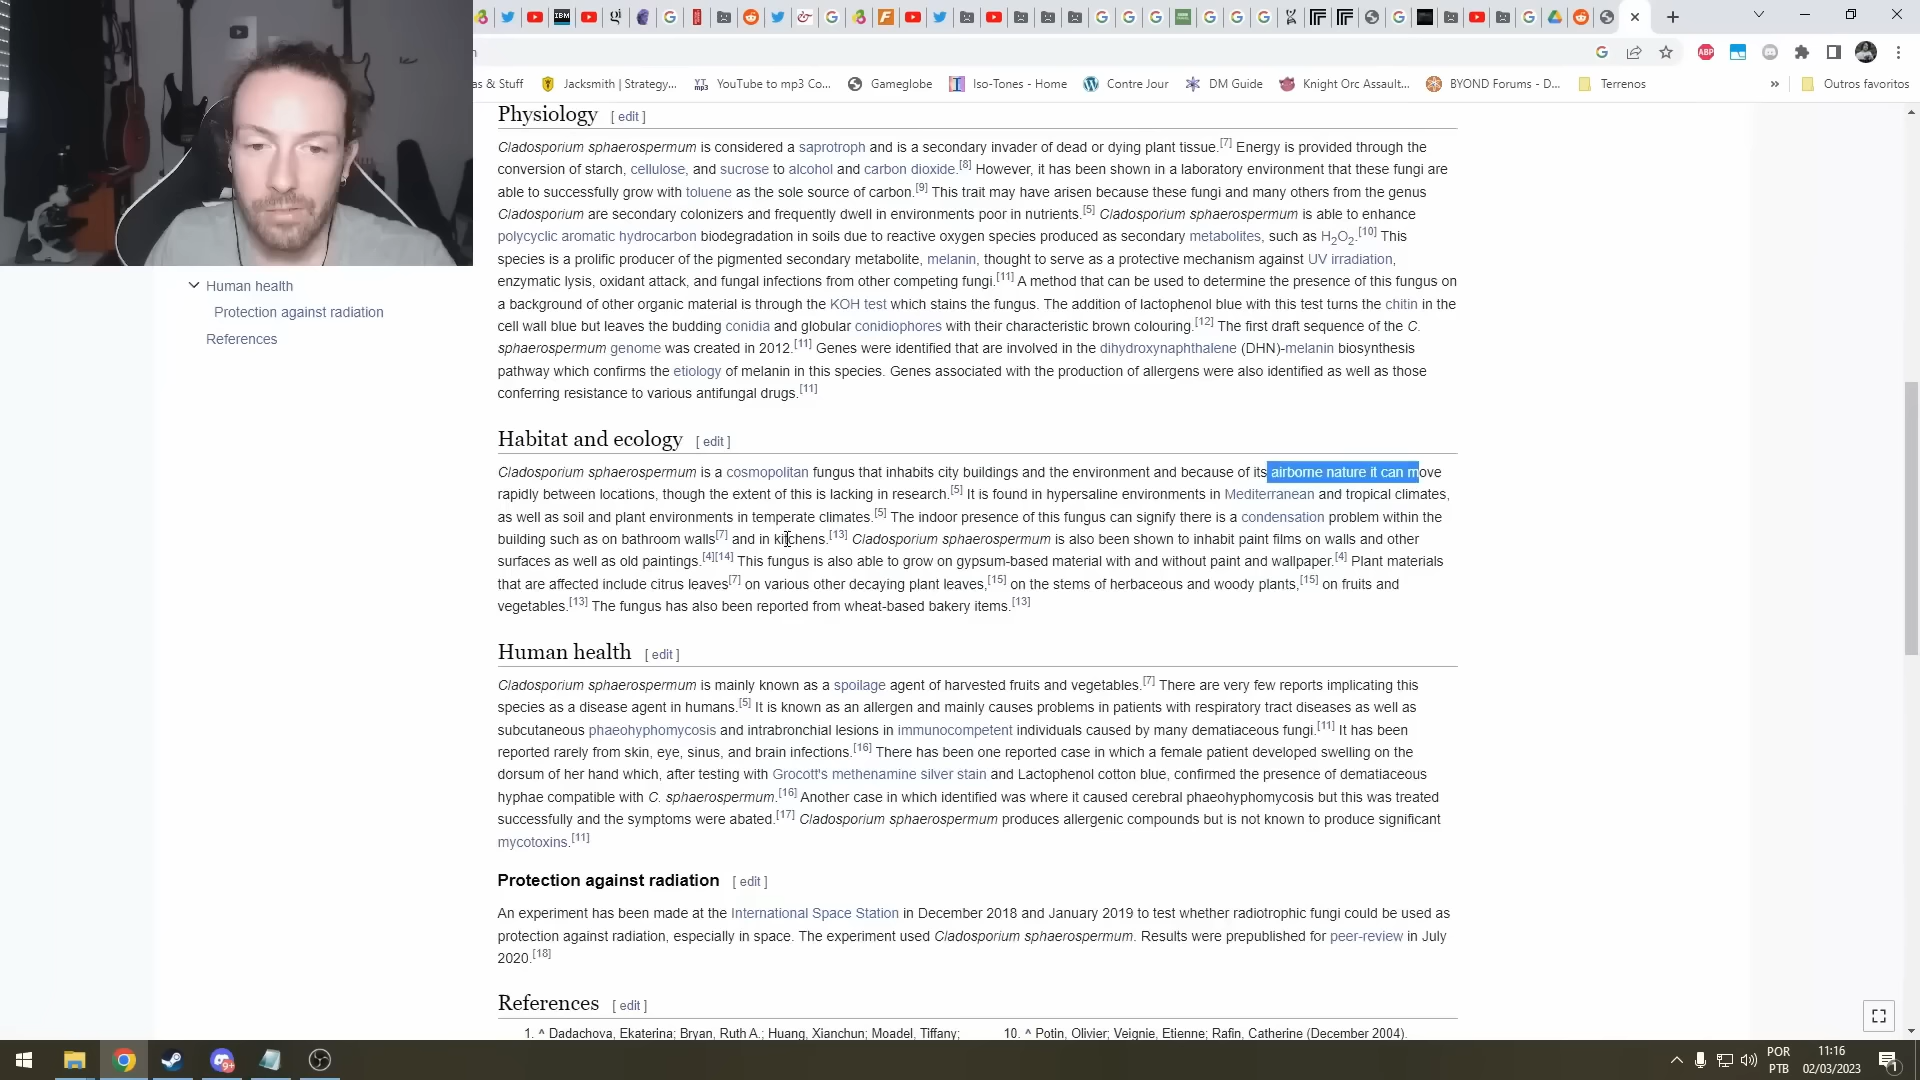 as & Stuff
Jacksmith | Strategy...
YouTube to mp3 Co...
Gameglobe
Iso-Tones - Home
Contre Jour
DM Guide
Knight Orc Assault...
BYOND Forums - D...
Terrenos
»
Outros favoritos
Human health
Protection against radiation
References
Physiology [ edit ]
Cladosporium sphaerospermum is considered a saprotroph and is a secondary invader of dead or dying plant tissue.[7] Energy is provided through the
conversion of starch, cellulose, and sucrose to alcohol and carbon dioxide.[8] However, it has been shown in a laboratory environment that these fungi are
able to successfully grow with toluene as the sole source of carbon.[9] This trait may have arisen because these fungi and many others from the genus
Cladosporium are secondary colonizers and frequently dwell in environments poor in nutrients.[5] Cladosporium sphaerospermum is able to enhance
polycyclic aromatic hydrocarbon biodegradation in soils due to reactive oxygen species produced as secondary metabolites, such as H2O2.[10] This
species is a prolific producer of the pigmented secondary metabolite, melanin, thought to serve as a protective mechanism against UV irradiation,
enzymatic lysis, oxidant attack, and fungal infections from other competing fungi.[11] A method that can be used to determine the presence of this fungus on
a background of other organic material is through the KOH test which stains the fungus. The addition of lactophenol blue with this test turns the chitin in the
cell wall blue but leaves the budding conidia and globular conidiophores with their characteristic brown colouring.[12] The first draft sequence of the C.
sphaerospermum genome was created in 2012.[11] Genes were identified that are involved in the dihydroxynaphthalene (DHN)-melanin biosynthesis
pathway which confirms the etiology of melanin in this species. Genes associated with the production of allergens were also identified as well as those
conferring resistance to various antifungal drugs.[11]
Habitat and ecology [ edit ]
Cladosporium sphaerospermum is a cosmopolitan fungus that inhabits city buildings and the environment and because of its airborne nature it can move
rapidly between locations, though the extent of this is lacking in research.[5] It is found in hypersaline environments in Mediterranean and tropical climates,
as well as soil and plant environments in temperate climates.[5] The indoor presence of this fungus can signify there is a condensation problem within the
building such as on bathroom walls[7] and in kitchens.[13] Cladosporium sphaerospermum is also been shown to inhabit paint films on walls and other
surfaces as well as old paintings.[4][14] This fungus is also able to grow on gypsum-based material with and without paint and wallpaper.[4] Plant materials
that are affected include citrus leaves[7] on various other decaying plant leaves,[15] on the stems of herbaceous and woody plants,[15] on fruits and
vegetables.[13] The fungus has also been reported from wheat-based bakery items.[13]
Human health [ edit ]
Cladosporium sphaerospermum is mainly known as a spoilage agent of harvested fruits and vegetables.[7] There are very few reports implicating this
species as a disease agent in humans.[5] It is known as an allergen and mainly causes problems in patients with respiratory tract diseases as well as
subcutaneous phaeohyphomycosis and intrabronchial lesions in immunocompetent individuals caused by many dematiaceous fungi.[11] It has been
reported rarely from skin, eye, sinus, and brain infections.[16] There has been one reported case in which a female patient developed swelling on the
dorsum of her hand which, after testing with Grocott's methenamine silver stain and Lactophenol cotton blue, confirmed the presence of dematiaceous
hyphae compatible with C. sphaerospermum.[16] Another case in which identified was where it caused cerebral phaeohyphomycosis but this was treated
successfully and the symptoms were abated.[17] Cladosporium sphaerospermum produces allergenic compounds but is not known to produce significant
mycotoxins.[11]
Protection against radiation [ edit ]
An experiment has been made at the International Space Station in December 2018 and January 2019 to test whether radiotrophic fungi could be used as
protection against radiation, especially in space. The experiment used Cladosporium sphaerospermum. Results were prepublished for peer-review in July
2020.[18]
References [ edit ]
1. ^ Dadachova, Ekaterina; Bryan, Ruth A.; Huang, Xianchun; Moadel, Tiffany;
10. ^ Potin, Olivier; Veignie, Etienne; Rafin, Catherine (December 2004).
POR
PTB
11:16
02/03/2023